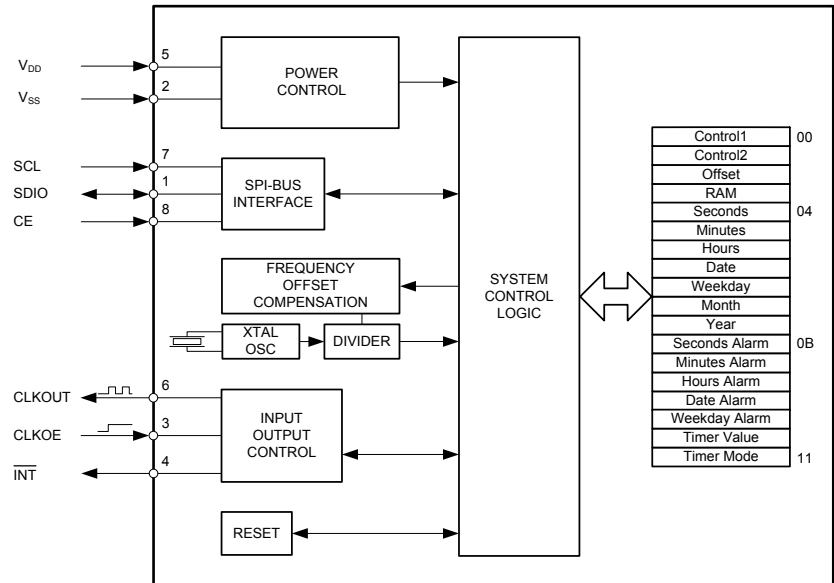 V_DD
5
POWER
CONTROL
V_SS
2
SCL
7
SDIO
1
SPI-BUS
INTERFACE
CE
8
FREQUENCY
OFFSET
COMPENSATION
XTAL
OSC
DIVIDER
CLKOUT
6
CLKOE
3
INPUT
OUTPUT
CONTROL
INT
4
RESET
SYSTEM
CONTROL
LOGIC
Control1 00
Control2
Offset
RAM
Seconds 04
Minutes
Hours
Date
Weekday
Month
Year
Seconds Alarm 0B
Minutes Alarm
Hours Alarm
Date Alarm
Weekday Alarm
Timer Value
Timer Mode 11